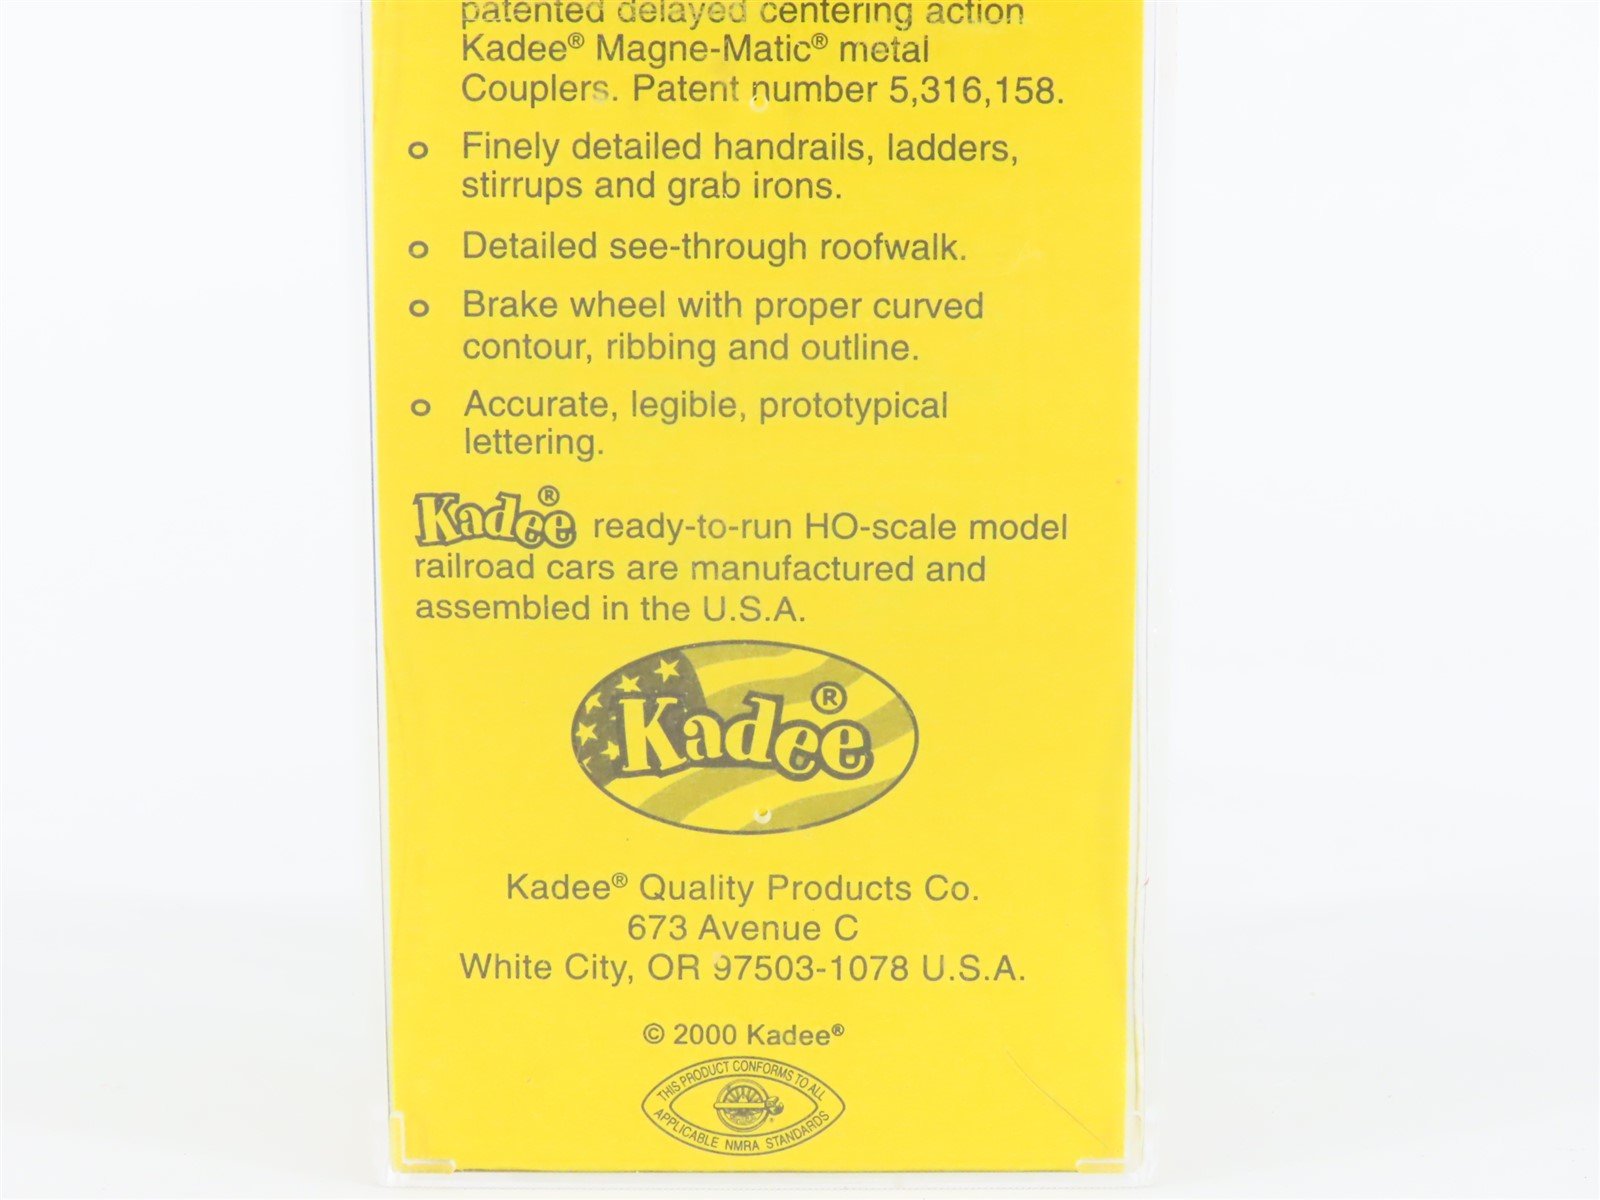 patented delayed centering action
Kadee® Magne-Matic® metal
Couplers. Patent number 5,316,158.
o Finely detailed handrails, ladders,
stirrups and grab irons.
o Detailed see-through roofwalk.
o Brake wheel with proper curved
contour, ribbing and outline.
o Accurate, legible, prototypical
lettering.
Kadee® ready-to-run HO-scale model
railroad cars are manufactured and
assembled in the U.S.A.
Kadee®
Kadee® Quality Products Co.
673 Avenue C
White City, OR 97503-1078 U.S.A.
© 2000 Kadee®
THIS PRODUCT CONFORMS TO ALL
APPLICABLE NMRA STANDARDS